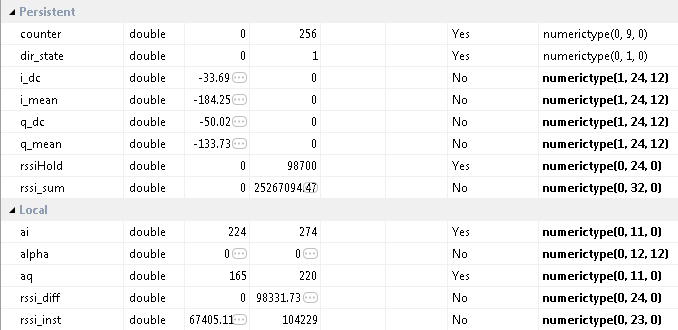 Persistent
counter double 0 256 Yes numerictype(0, 9, 0)
dir_state double 0 1 Yes numerictype(0, 1, 0)
i_dc double -33.69 0 No numerictype(1, 24, 12)
i_mean double -184.25 0 No numerictype(1, 24, 12)
q_dc double -50.02 0 No numerictype(1, 24, 12)
q_mean double -133.73 0 No numerictype(1, 24, 12)
rssiHold double 0 98700 Yes numerictype(0, 24, 0)
rssi_sum double 0 25267094.47 No numerictype(0, 32, 0)
Local
ai double 224 274 Yes numerictype(0, 11, 0)
alpha double 0 0 No numerictype(0, 12, 12)
aq double 165 220 Yes numerictype(0, 11, 0)
rssi_diff double 0 98331.73 No numerictype(0, 24, 0)
rssi_inst double 67405.11 104229 No numerictype(0, 23, 0)